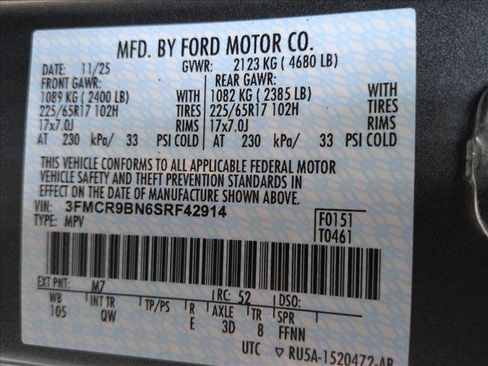 MFD. BY FORD MOTOR CO.
DATE: 11/25 GVWR: 2123 KG ( 4680 LB)
FRONT GAWR: REAR GAWR:
1089 KG ( 2400 LB) WITH 1082 KG ( 2385 LB) WITH
225/65R17 102H TIRES 225/65R17 102H TIRES
17x7.0J RIMS 17x7.0J RIMS
AT 230 kPa/ 33 PSI COLD AT 230 kPa/ 33 PSI COLD
THIS VEHICLE CONFORMS TO ALL APPLICABLE FEDERAL MOTOR
VEHICLE SAFETY AND THEFT PREVENTION STANDARDS IN
EFFECT ON THE DATE OF MANUFACTURE SHOWN ABOVE.
VIN: 3FMCR9BN6SRF42914
TYPE: MPV
F0151
T0461
EXT PNT: M7 RC: 52 DSO:
WB INT TR TP/PS R AXLE TR SPR
105 QW E 3D 8 FFNN
UTC ▽ RU5A-1520472-AB